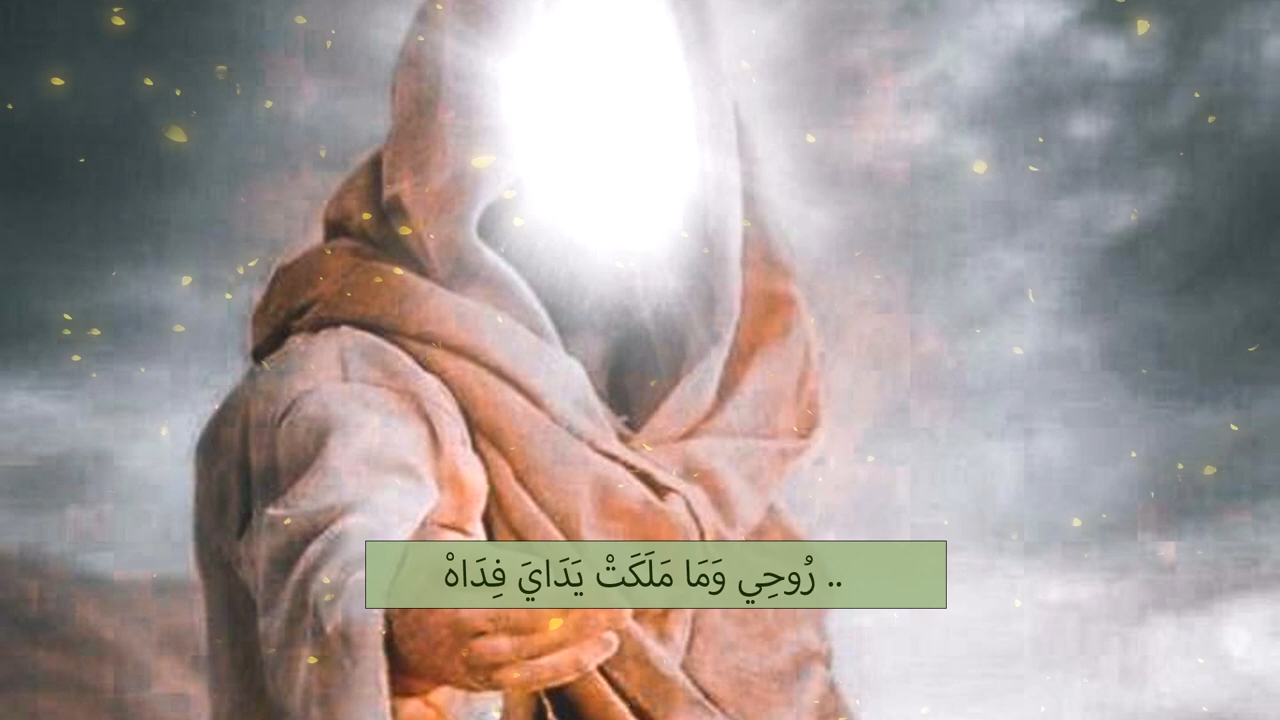 .. رُوحِي وَمَا مَلَكَتْ يَدَايَ فِدَاهْ